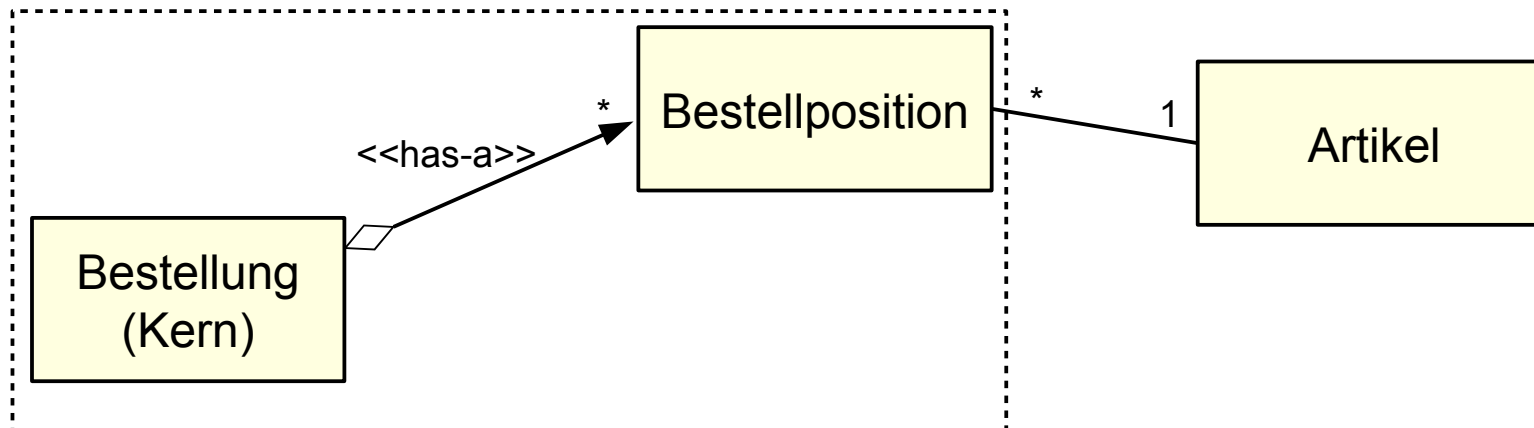 Bestellposition
*
*
1
<<has-a>>
Artikel
Bestellung
(Kern)